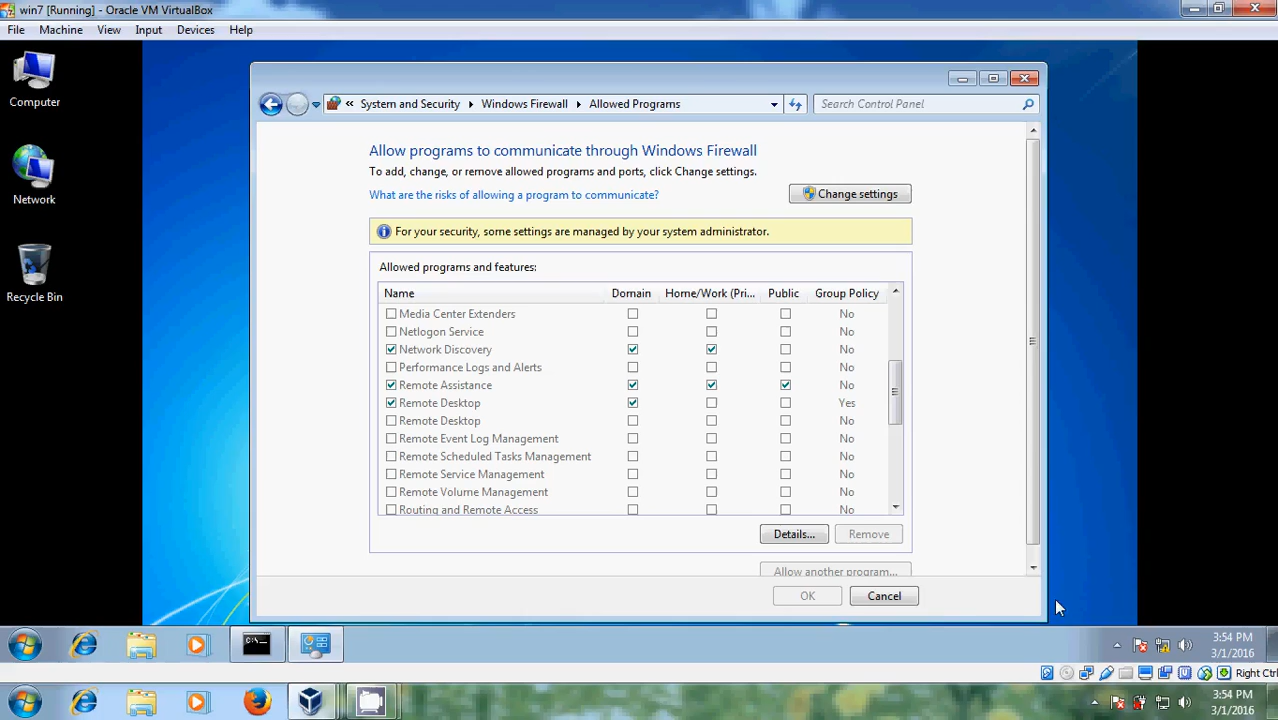 win7 [Running] - Oracle VM VirtualBox
File Machine View Input Devices Help
Computer
Network
Recycle Bin
« System and Security Windows Firewall Allowed Programs
Search Control Panel
Allow programs to communicate through Windows Firewall
To add, change, or remove allowed programs and ports, click Change settings.
What are the risks of allowing a program to communicate?
Change settings
For your security, some settings are managed by your system administrator.
Allowed programs and features:
Name Domain Home/Work (Pri... Public Group Policy
Media Center Extenders No
Netlogon Service No
Network Discovery No
Performance Logs and Alerts No
Remote Assistance No
Remote Desktop Yes
Remote Desktop No
Remote Event Log Management No
Remote Scheduled Tasks Management No
Remote Service Management No
Remote Volume Management No
Routing and Remote Access No
Details... Remove
Allow another program...
OK Cancel
C:\
3:54 PM
3/1/2016
Right Ctrl
3:54 PM
3/1/2016